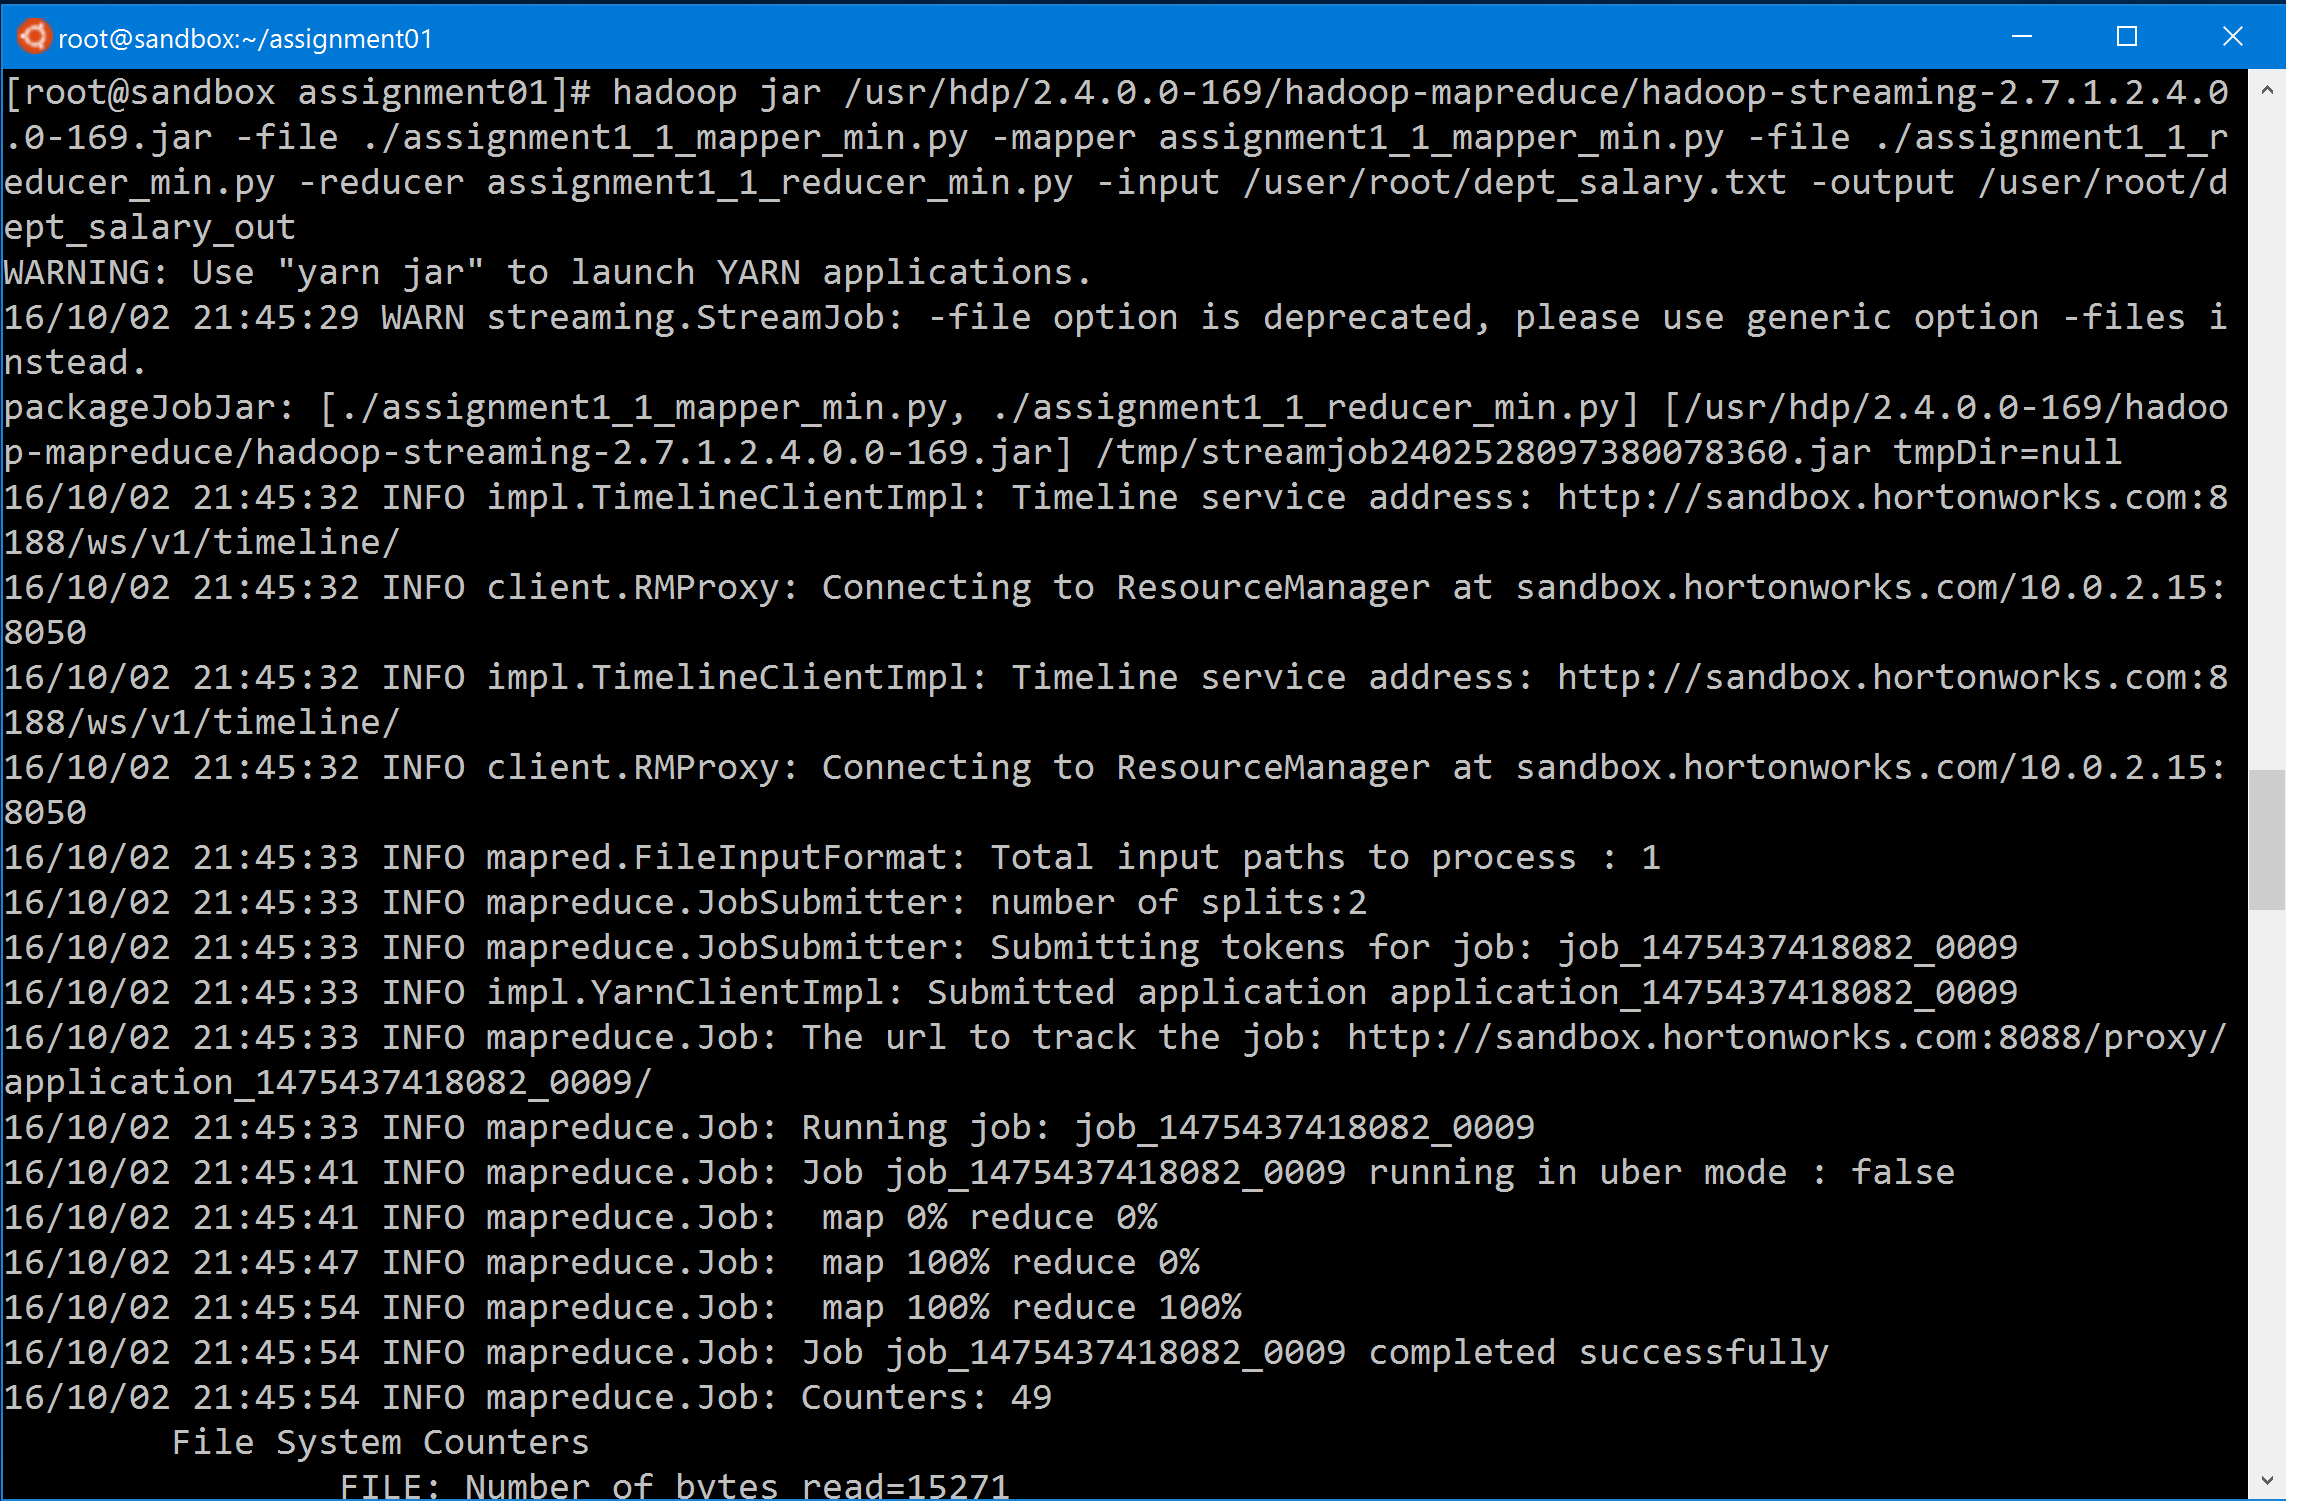 root@sandbox:~/assignment01
[root@sandbox assignment01]# hadoop jar /usr/hdp/2.4.0.0-169/hadoop-mapreduce/hadoop-streaming-2.7.1.2.4.0
.0-169.jar -file ./assignment1_1_mapper_min.py -mapper assignment1_1_mapper_min.py -file ./assignment1_1_r
educer_min.py -reducer assignment1_1_reducer_min.py -input /user/root/dept_salary.txt -output /user/root/d
ept_salary_out
WARNING: Use "yarn jar" to launch YARN applications.
16/10/02 21:45:29 WARN streaming.StreamJob: -file option is deprecated, please use generic option -files i
nstead.
packageJobJar: [./assignment1_1_mapper_min.py, ./assignment1_1_reducer_min.py] [/usr/hdp/2.4.0.0-169/hadoo
p-mapreduce/hadoop-streaming-2.7.1.2.4.0.0-169.jar] /tmp/streamjob2402528097380078360.jar tmpDir=null
16/10/02 21:45:32 INFO impl.TimelineClientImpl: Timeline service address: http://sandbox.hortonworks.com:8
188/ws/v1/timeline/
16/10/02 21:45:32 INFO client.RMProxy: Connecting to ResourceManager at sandbox.hortonworks.com/10.0.2.15:
8050
16/10/02 21:45:32 INFO impl.TimelineClientImpl: Timeline service address: http://sandbox.hortonworks.com:8
188/ws/v1/timeline/
16/10/02 21:45:32 INFO client.RMProxy: Connecting to ResourceManager at sandbox.hortonworks.com/10.0.2.15:
8050
16/10/02 21:45:33 INFO mapred.FileInputFormat: Total input paths to process : 1
16/10/02 21:45:33 INFO mapreduce.JobSubmitter: number of splits:2
16/10/02 21:45:33 INFO mapreduce.JobSubmitter: Submitting tokens for job: job_1475437418082_0009
16/10/02 21:45:33 INFO impl.YarnClientImpl: Submitted application application_1475437418082_0009
16/10/02 21:45:33 INFO mapreduce.Job: The url to track the job: http://sandbox.hortonworks.com:8088/proxy/
application_1475437418082_0009/
16/10/02 21:45:33 INFO mapreduce.Job: Running job: job_1475437418082_0009
16/10/02 21:45:41 INFO mapreduce.Job: Job job_1475437418082_0009 running in uber mode : false
16/10/02 21:45:41 INFO mapreduce.Job:  map 0% reduce 0%
16/10/02 21:45:47 INFO mapreduce.Job:  map 100% reduce 0%
16/10/02 21:45:54 INFO mapreduce.Job:  map 100% reduce 100%
16/10/02 21:45:54 INFO mapreduce.Job: Job job_1475437418082_0009 completed successfully
16/10/02 21:45:54 INFO mapreduce.Job: Counters: 49
File System Counters
FILE: Number of bytes read=15271